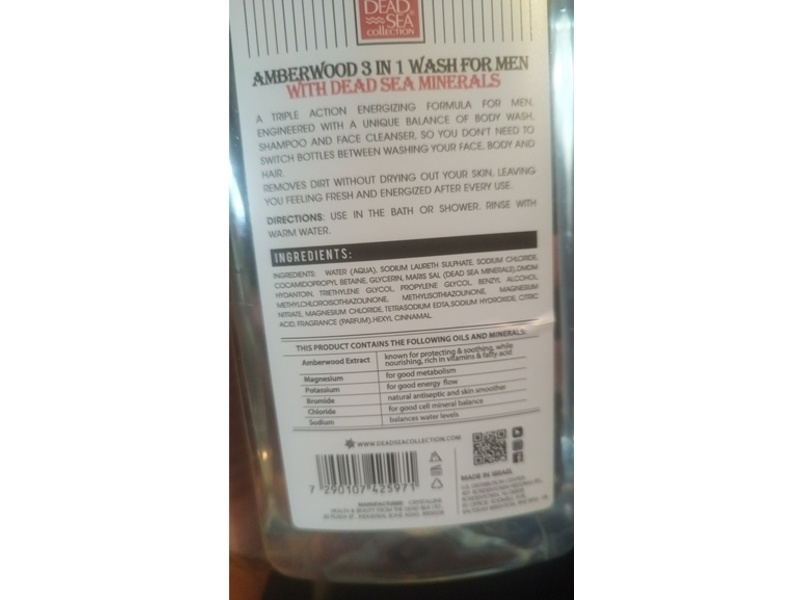 DEAD
SEA
COLLECTION
AMBERWOOD 3 IN 1 WASH FOR MEN
WITH DEAD SEA MINERALS
A TRIPLE ACTION ENERGIZING FORMULA FOR MEN.
ENGINEERED WITH A UNIQUE BALANCE OF BODY WASH,
SHAMPOO AND FACE CLEANSER, SO YOU DON'T NEED TO
SWITCH BOTTLES BETWEEN WASHING YOUR FACE, BODY AND
HAIR.
REMOVES DIRT WITHOUT DRYING OUT YOUR SKIN, LEAVING
YOU FEELING FRESH AND ENERGIZED AFTER EVERY USE.
DIRECTIONS: USE IN THE BATH OR SHOWER. RINSE WITH
WARM WATER.
INGREDIENTS:
INGREDIENTS: WATER (AQUA), SODIUM LAURETH SULPHATE, SODIUM CHLORIDE,
COCAMIDOPROPYL BETAINE, GLYCERIN, MARIS SAL (DEAD SEA MINERALS),DMDM
HYDANTOIN, TRIETHYLENE GLYCOL, PROPYLENE GLYCOL, BENZYL ALCOHOL,
METHYLCHLOROISOTHIAZOUNONE, METHYLISOTHIAZOUNONE, MAGNESIUM
NITRATE, MAGNESIUM CHLORIDE, TETRASODIUM EDTA,SODIUM HYDROXIDE, CITRIC
ACID, FRAGRANCE (PARFUM),HEXYL CINNAMAL
THIS PRODUCT CONTAINS THE FOLLOWING OILS AND MINERALS:
Amberwood Extract known for protecting & soothing, while
nourishing, rich in vitamins & fatty acid
Magnesium for good metabolism
Potassium for good energy flow
Bromide natural antiseptic and skin smoother
Chloride for good cell mineral balance
Sodium balances water levels
WWW.DEADSEACOLLECTION.COM
7 290107 425971
MADE IN ISRAEL